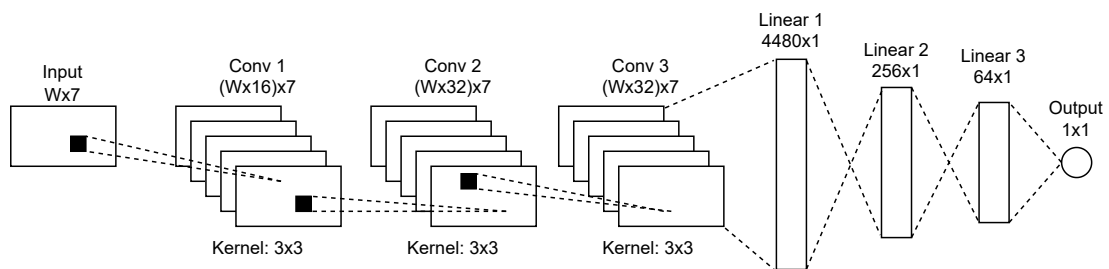 Input
Wx7
Conv 1
(Wx16)x7
Kernel: 3x3
Conv 2
(Wx32)x7
Kernel: 3x3
Conv 3
(Wx32)x7
Kernel: 3x3
Linear 1
4480x1
Linear 2
256x1
Linear 3
64x1
Output
1x1